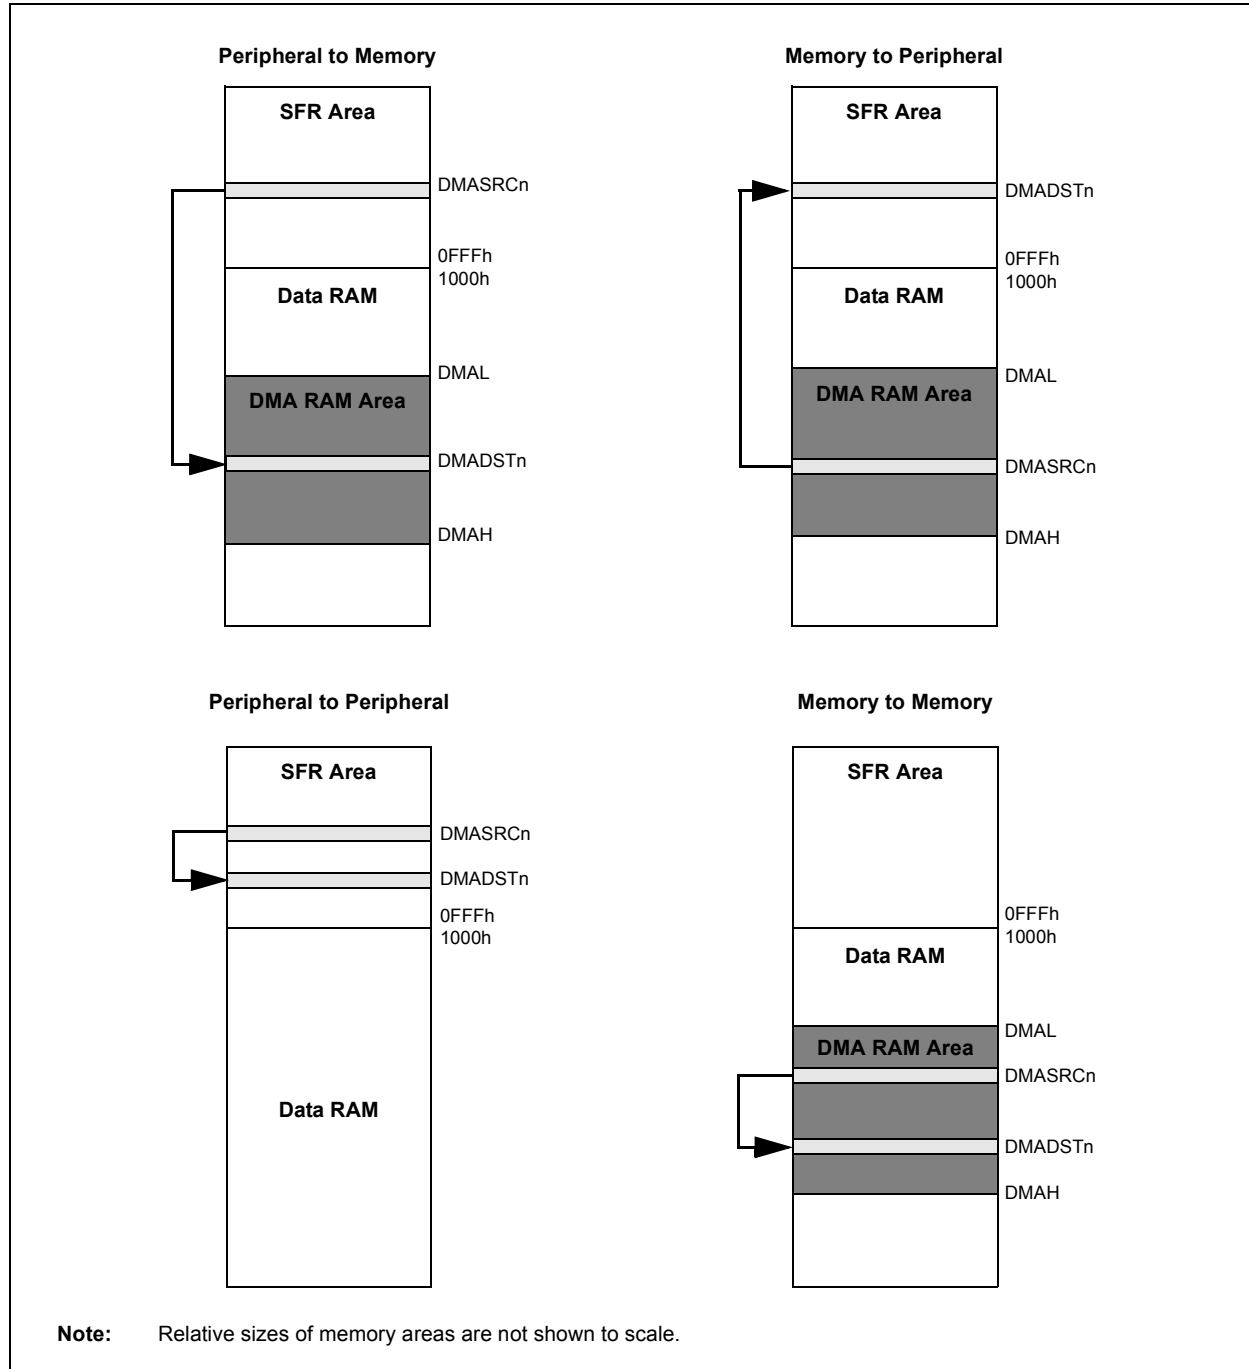 Peripheral to Memory
SFR Area
DMASRCn
0FFFh
1000h
Data RAM
DMAL
DMA RAM Area
DMADSTn
DMAH
Memory to Peripheral
SFR Area
DMADSTn
0FFFh
1000h
Data RAM
DMAL
DMA RAM Area
DMASRCn
DMAH
Peripheral to Peripheral
SFR Area
DMASRCn
DMADSTn
0FFFh
1000h
Data RAM
Memory to Memory
SFR Area
0FFFh
1000h
Data RAM
DMAL
DMA RAM Area
DMASRCn
DMADSTn
DMAH
Note: Relative sizes of memory areas are not shown to scale.